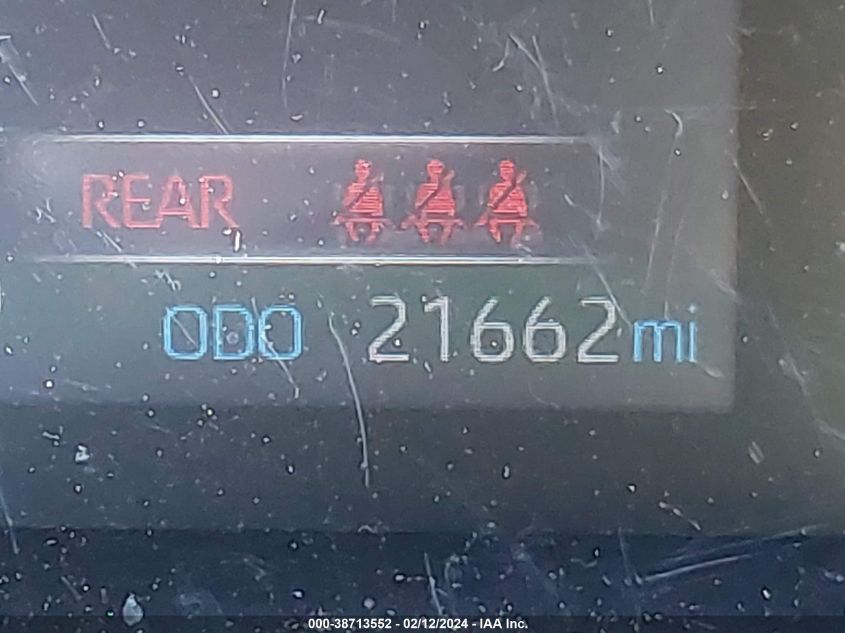 REAR
ODO 21662mi
000-38713552 - 02/12/2024 - IAA Inc.